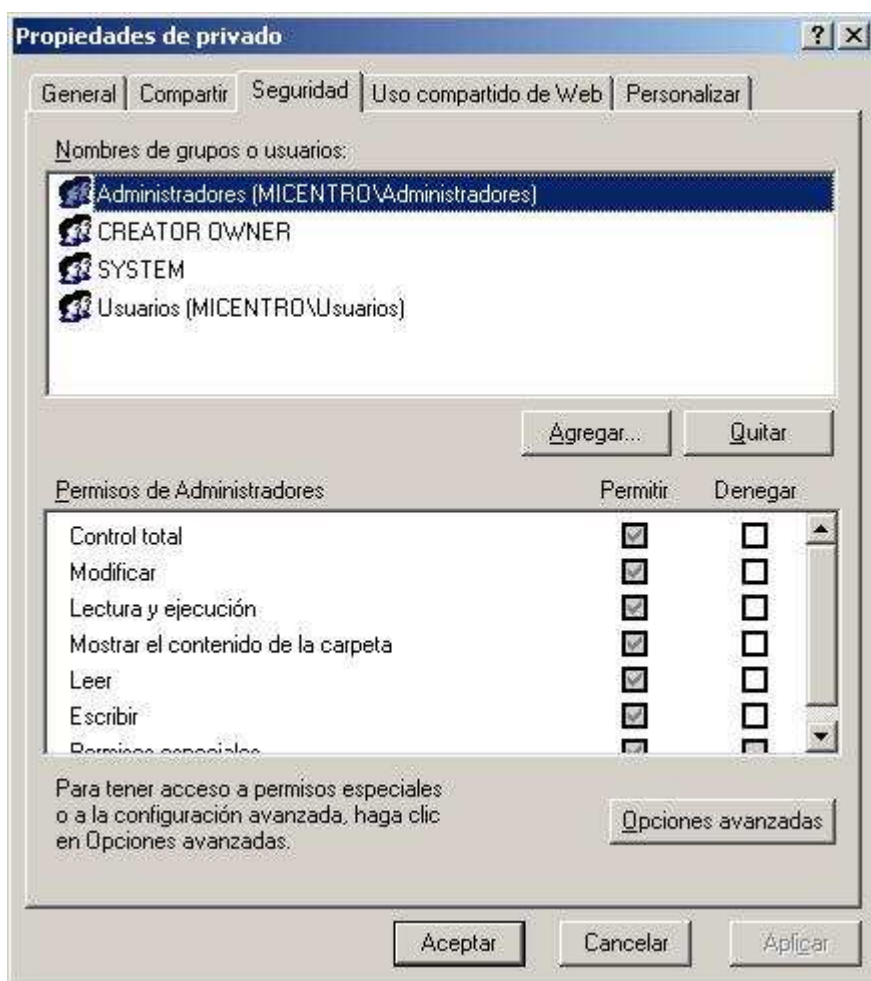 Propiedades de privado
General Compartir Seguridad Uso compartido de Web Personalizar
Nombres de grupos o usuarios:
Administradores (MICENTRO\Administradores)
CREATOR OWNER
SYSTEM
Usuarios (MICENTRO\Usuarios)
Agregar... Quitar
Permisos de Administradores Permitir Denegar
Control total
Modificar
Lectura y ejecución
Mostrar el contenido de la carpeta
Leer
Escribir
Permisos especiales
Para tener acceso a permisos especiales
o a la configuración avanzada, haga clic
en Opciones avanzadas.
Opciones avanzadas
Aceptar Cancelar Aplicar